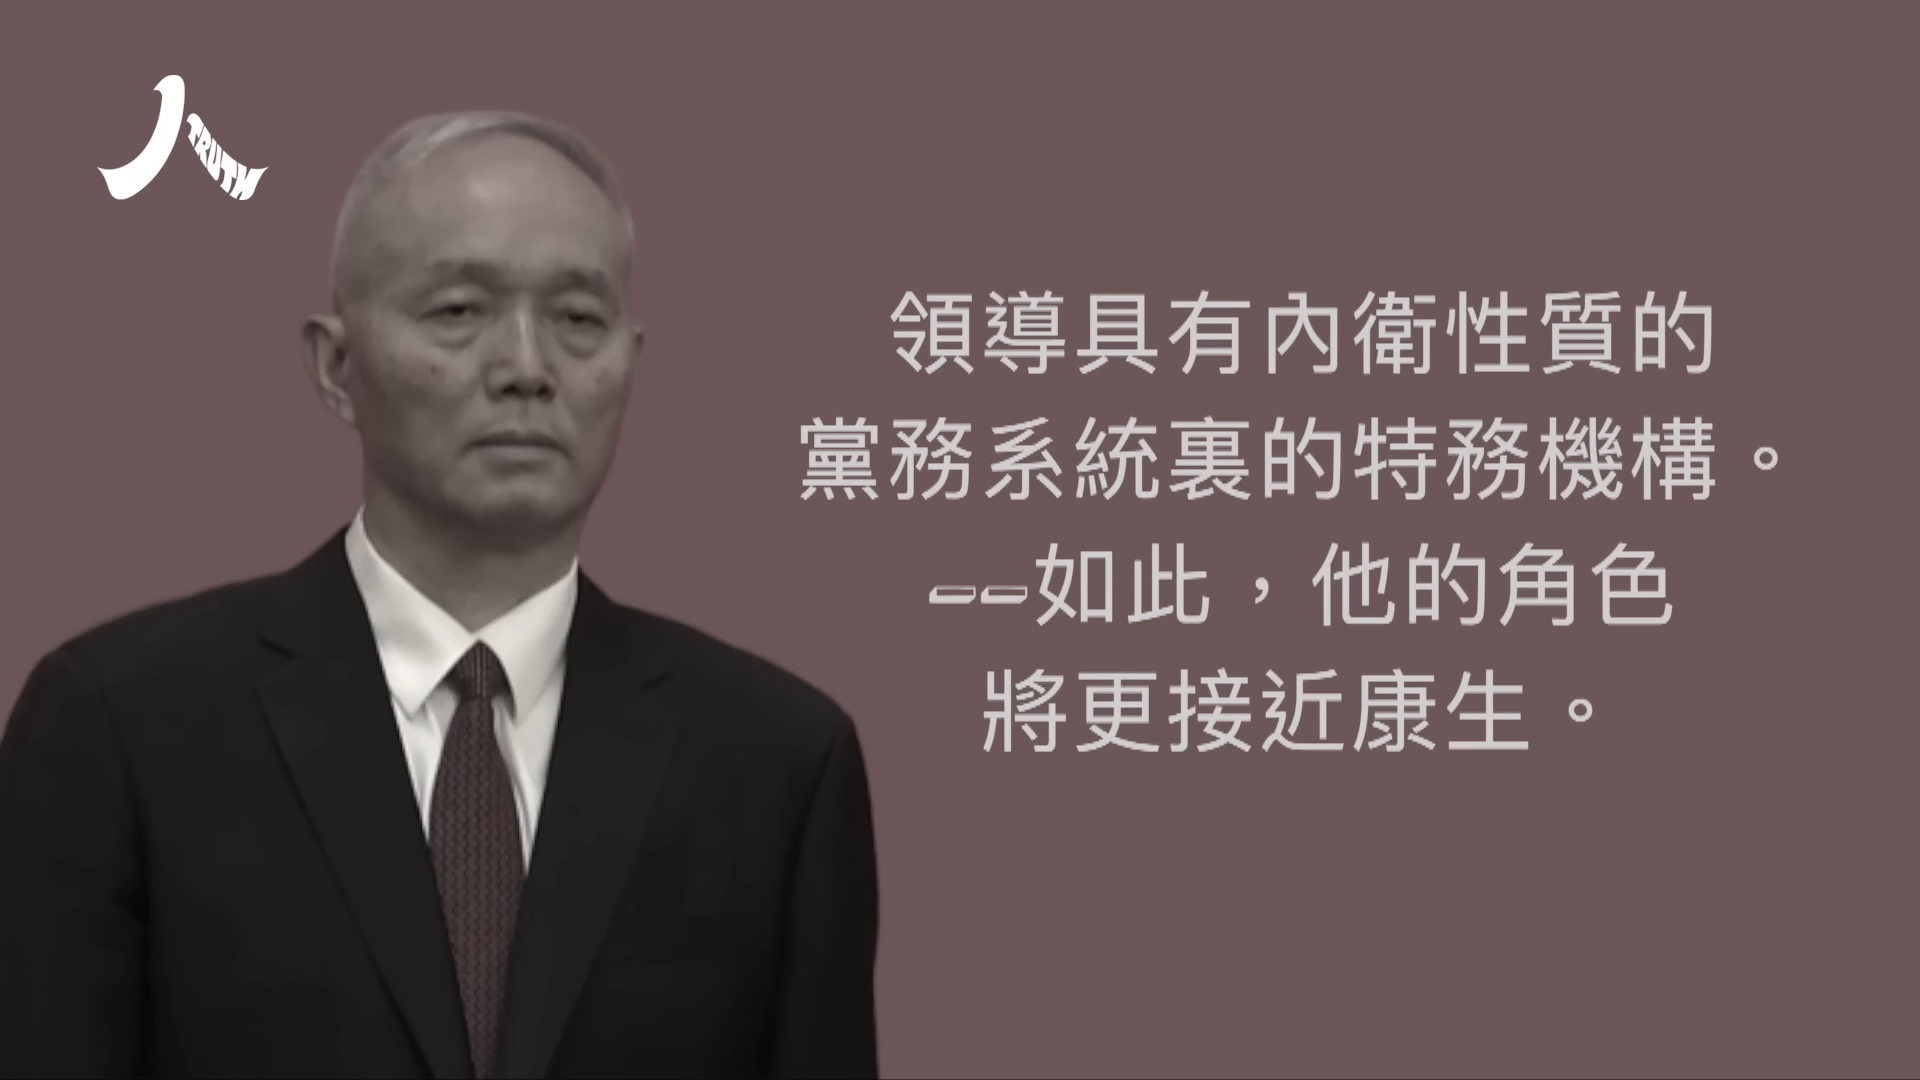 人
TRUTH
領導具有內衛性質的
黨務系統裏的特務機構。
--如此，他的角色
將更接近康生。